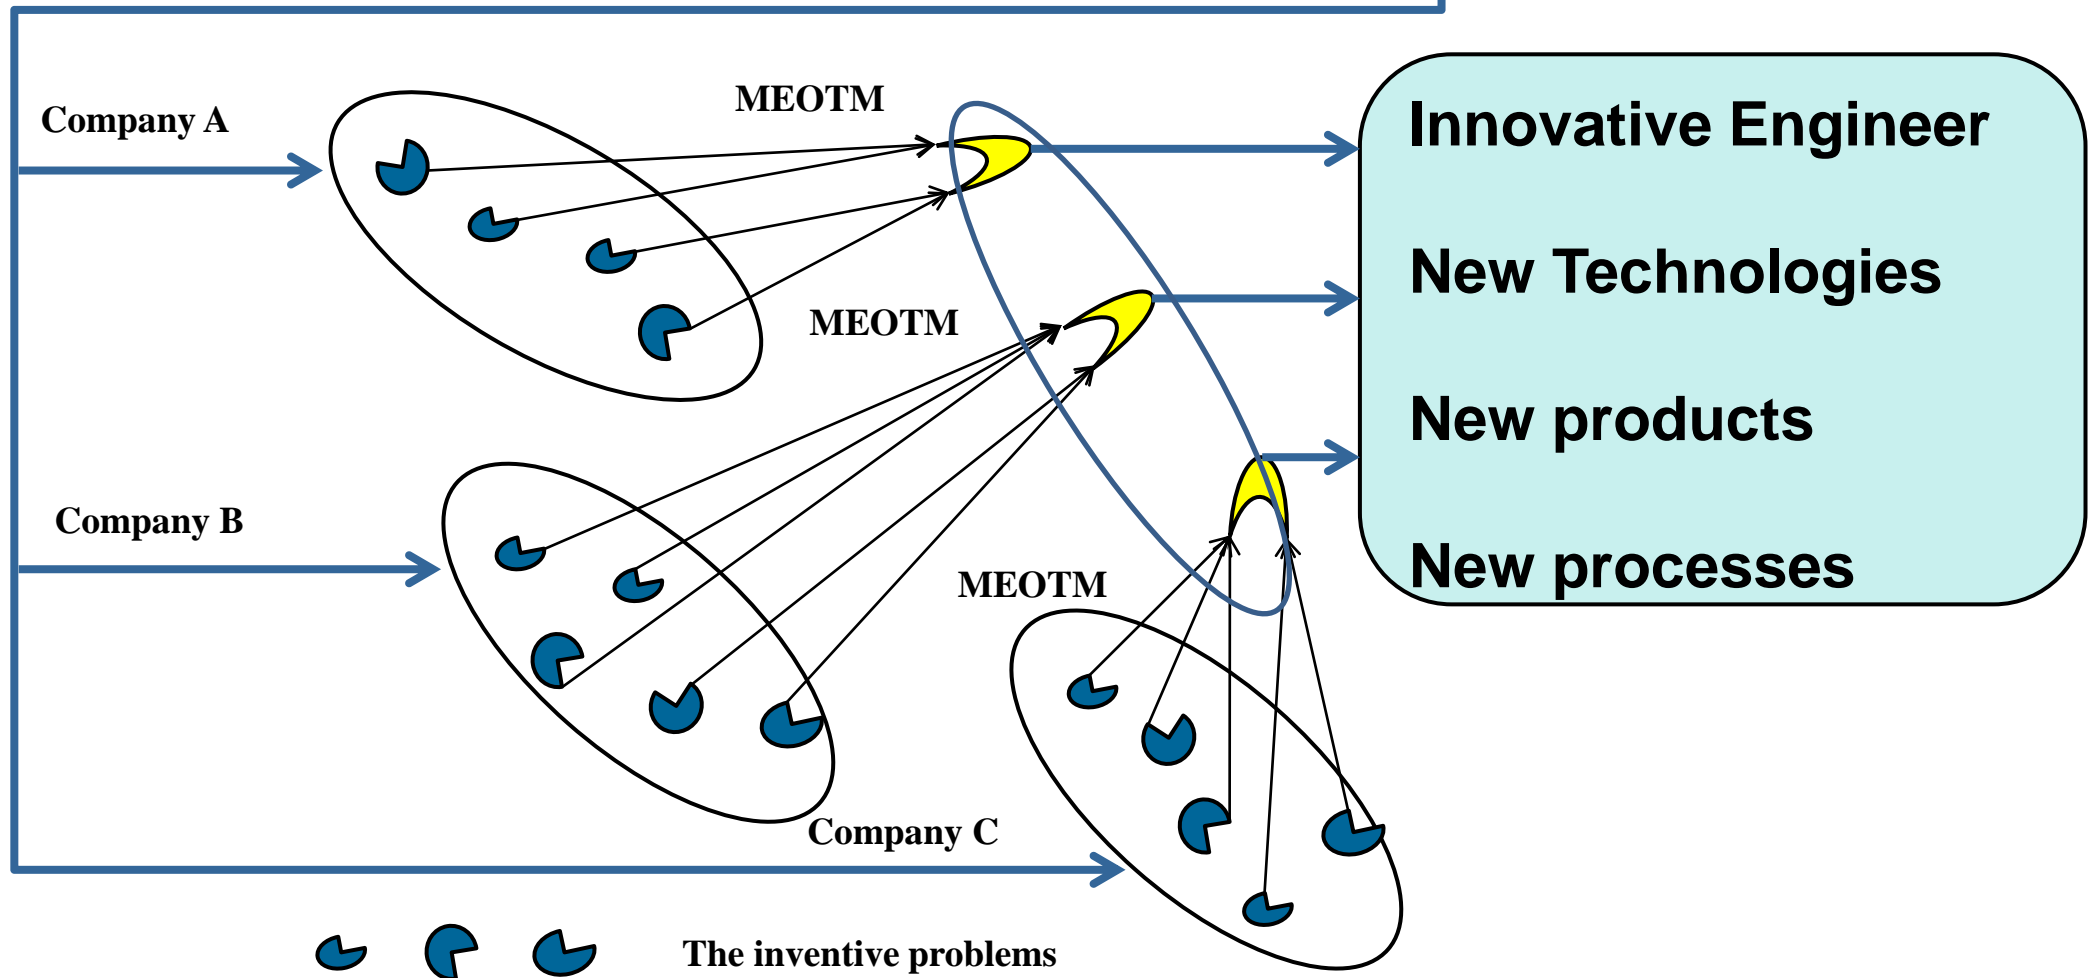 Company A
MEOTM
Innovative Engineer
New Technologies
MEOTM
New products
Company B
MEOTM
New processes
Company C
The inventive problems